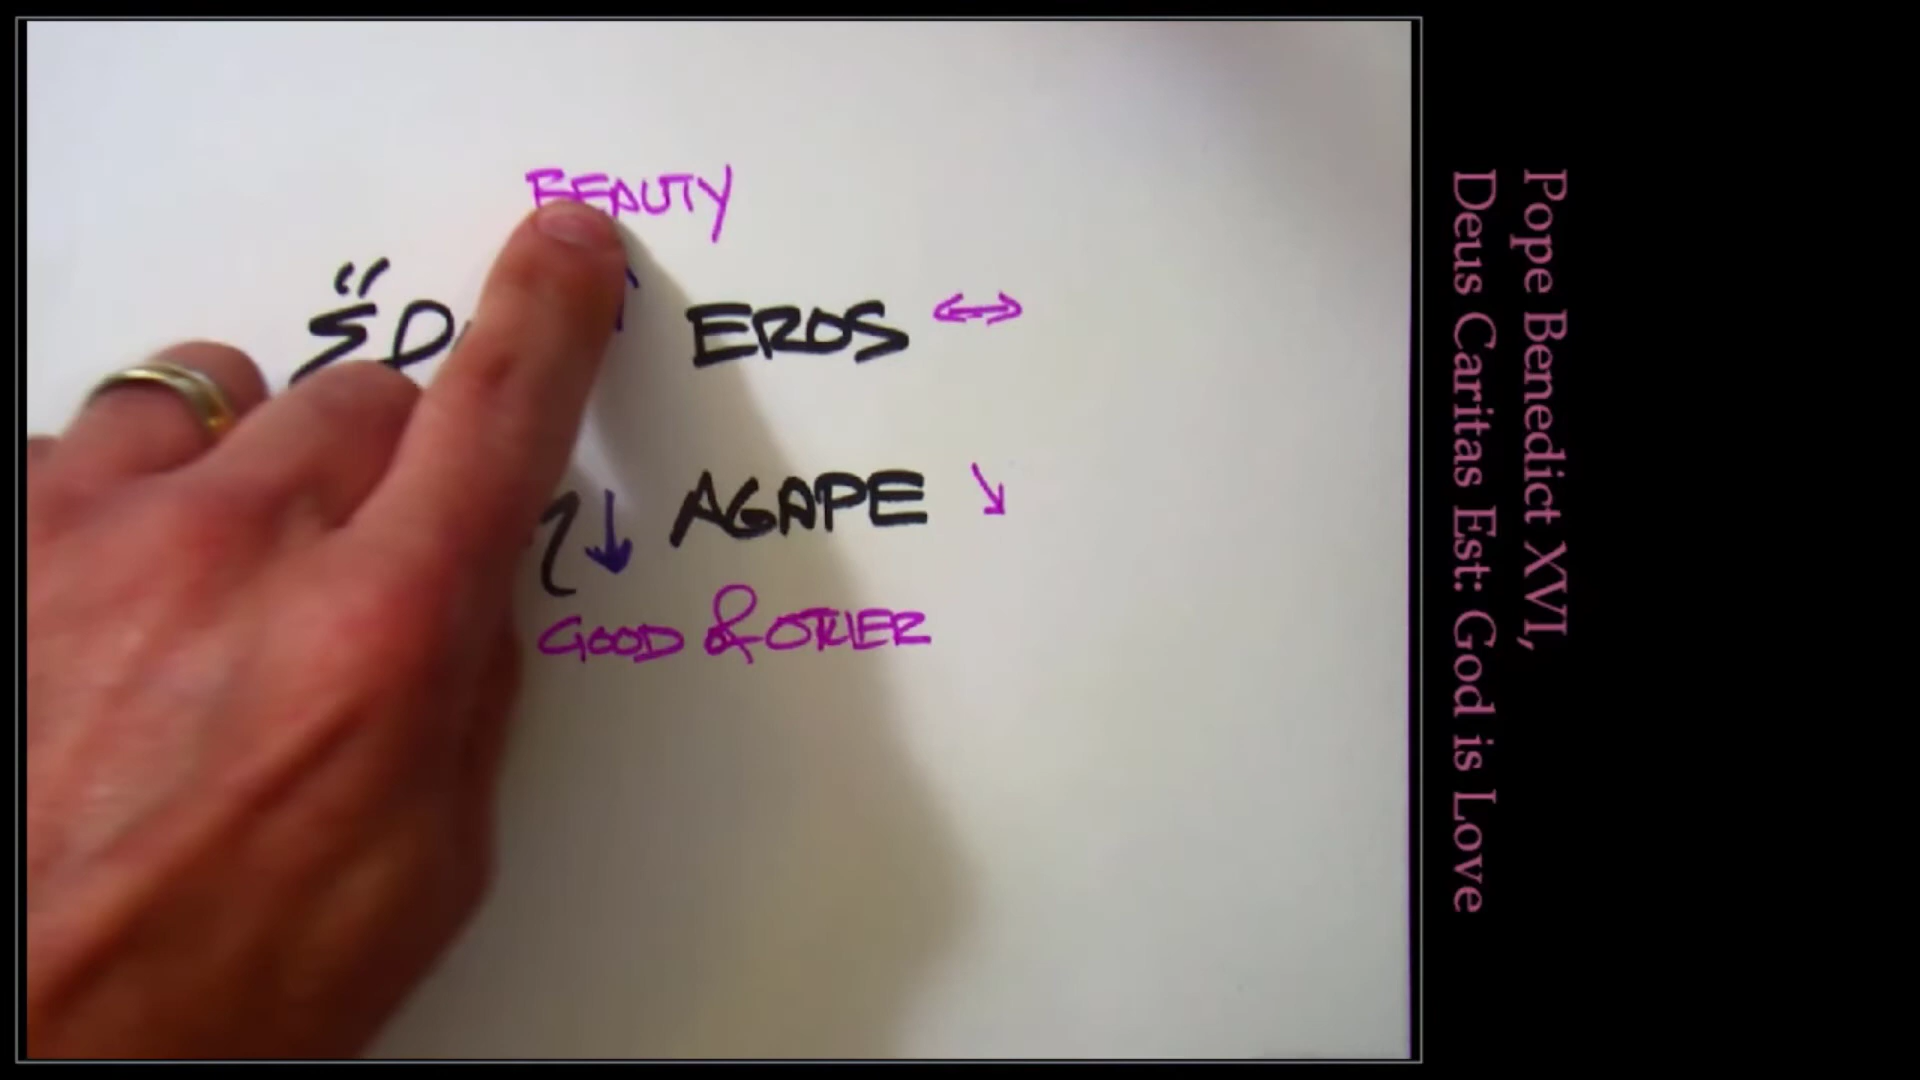 BEAUTY
EROS
AGAPE
GOOD & OTHER
Pope Benedict XVI,
Deus Caritas Est: God is Love